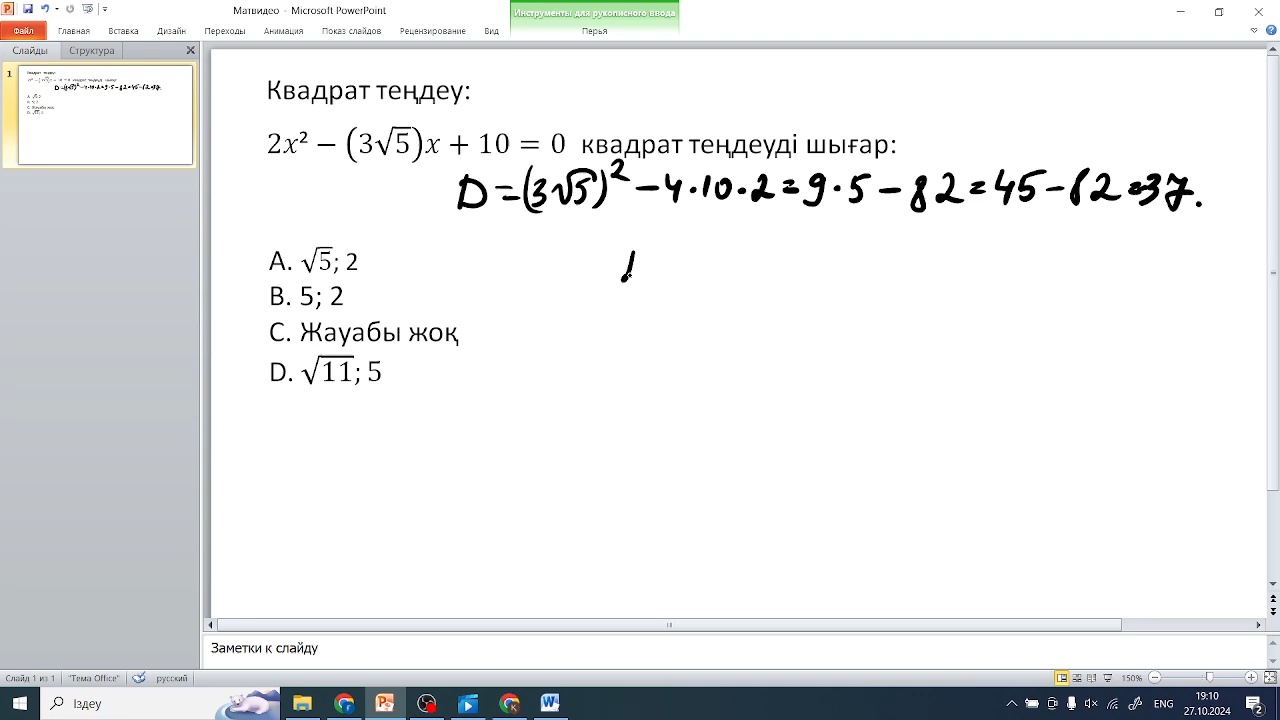 Матвидео - Microsoft PowerPoint
Инструменты для рукописного ввода
Файл Главная Вставка Дизайн Переходы Анимация Показ слайдов Рецензирование Вид Перья
Слайды Структура
1
Квадрат теңдеу:
2x² − (3√5)x + 10 = 0 квадрат теңдеуді шығар:
D = (3√5)² − 4·10·2 = 9·5 − 82 = 45 − 82 = 37.
A. √5; 2
B. 5; 2
C. Жауабы жоқ
D. √11; 5
Заметки к слайду
Слайд 1 из 1 "Тема Office" русский 150%
Іздеу
ENG
19:10
27.10.2024
2